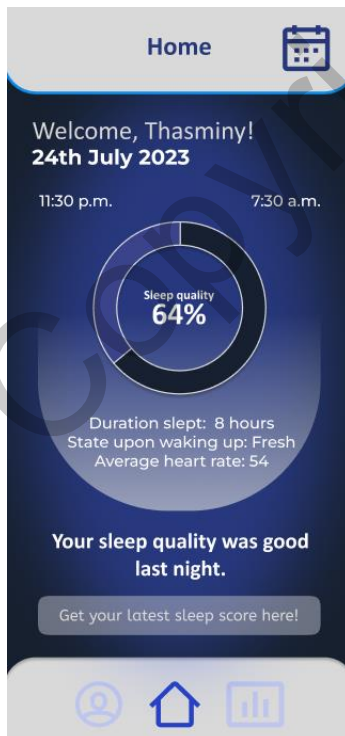 Home
Welcome, Thasminy!
24th July 2023
11:30 p.m. 7:30 a.m.
Sleep quality
64%
Duration slept: 8 hours
State upon waking up: Fresh
Average heart rate: 54
Your sleep quality was good
last night.
Get your latest sleep score here!